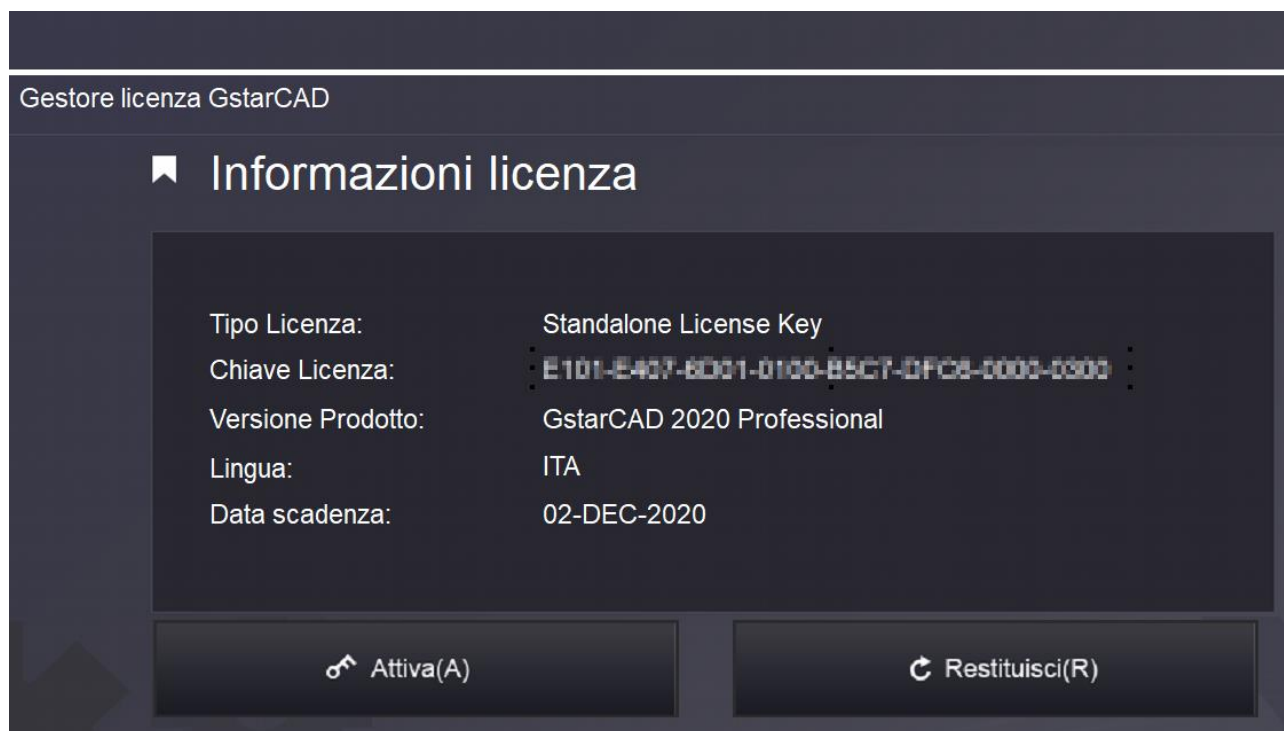 Gestore licenza GstarCAD
Informazioni licenza
Tipo Licenza: Standalone License Key
Chiave Licenza:
Versione Prodotto: GstarCAD 2020 Professional
Lingua: ITA
Data scadenza: 02-DEC-2020
Attiva(A) Restituisci(R)